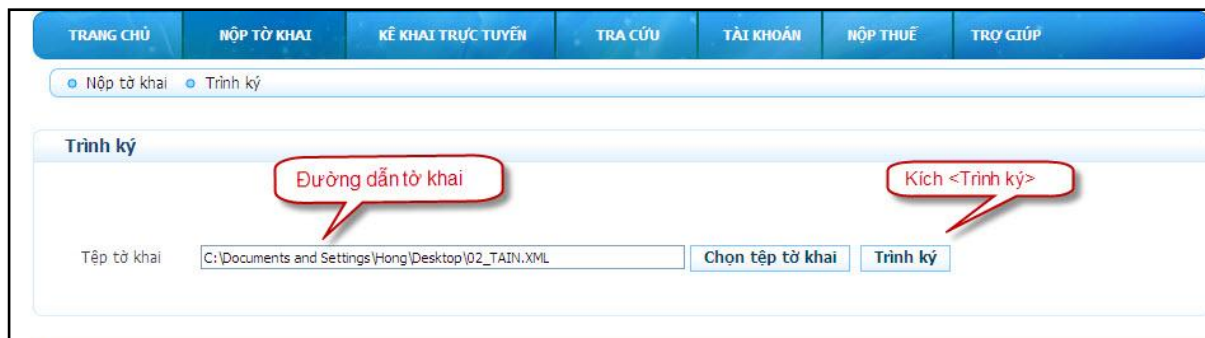 TRANG CHỦ NỘP TỜ KHAI KÊ KHAI TRỰC TUYẾN TRA CỨU TÀI KHOẢN NỘP THUẾ TRỢ GIÚP
Nộp tờ khai Trình ký
Trình ký
Đường dẫn tờ khai Kích <Trình ký>
Tệp tờ khai C:\Documents and Settings\Hong\Desktop\02_TAIN.XML Chọn tệp tờ khai Trình ký